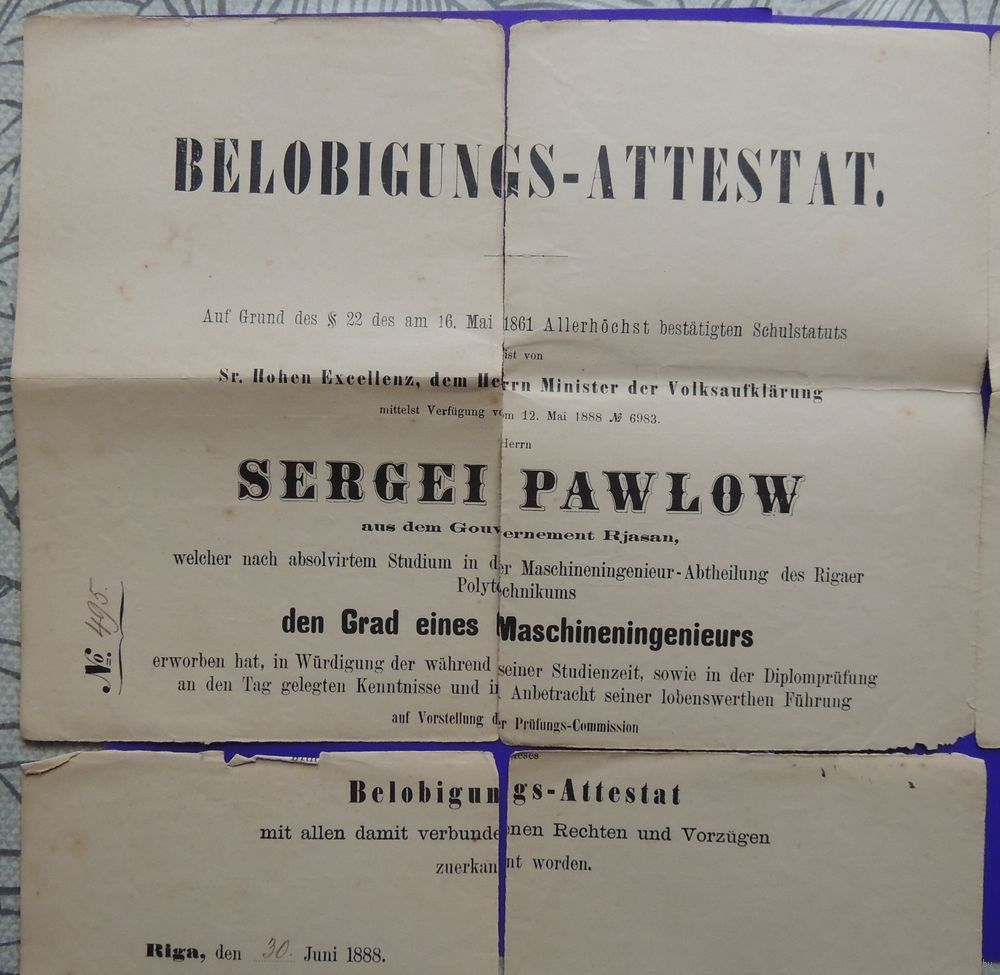 BELOBIGUNGS-ATTESTAT.
Auf Grund des § 22 des am 16. Mai 1861 Allerhöchst bestätigten Schulstatuts
ist von
Sr. Hohen Excellenz, dem Herrn Minister der Volksaufklärung
mittelst Verfügung vom 12. Mai 1888 № 6983.
Herrn
SERGEI PAWLOW
aus dem Gouvernement Rjasan,
welcher nach absolvirtem Studium in der Maschineningenieur-Abtheilung des Rigaer
Polytechnikums
den Grad eines Maschineningenieurs
№. 495.
erworben hat, in Würdigung der während seiner Studienzeit, sowie in der Diplomprüfung
an den Tag gelegten Kenntnisse und in Anbetracht seiner lobenswerthen Führung
auf Vorstellung der Prüfungs-Commission
dieses
Belobigungs-Attestat
mit allen damit verbundenen Rechten und Vorzügen
zuerkannt worden.
Riga, den 30. Juni 1888.